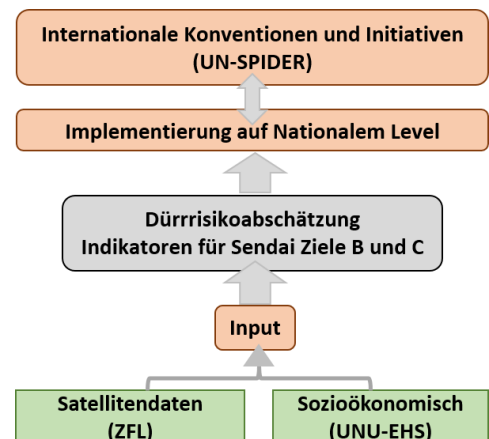 Internationale Konventionen und Initiativen
(UN-SPIDER)
Implementierung auf Nationalem Level
Dürrrisikoabschätzung
Indikatoren für Sendai Ziele B und C
Input
Satellitendaten
(ZFL)
Sozioökonomisch
(UNU-EHS)